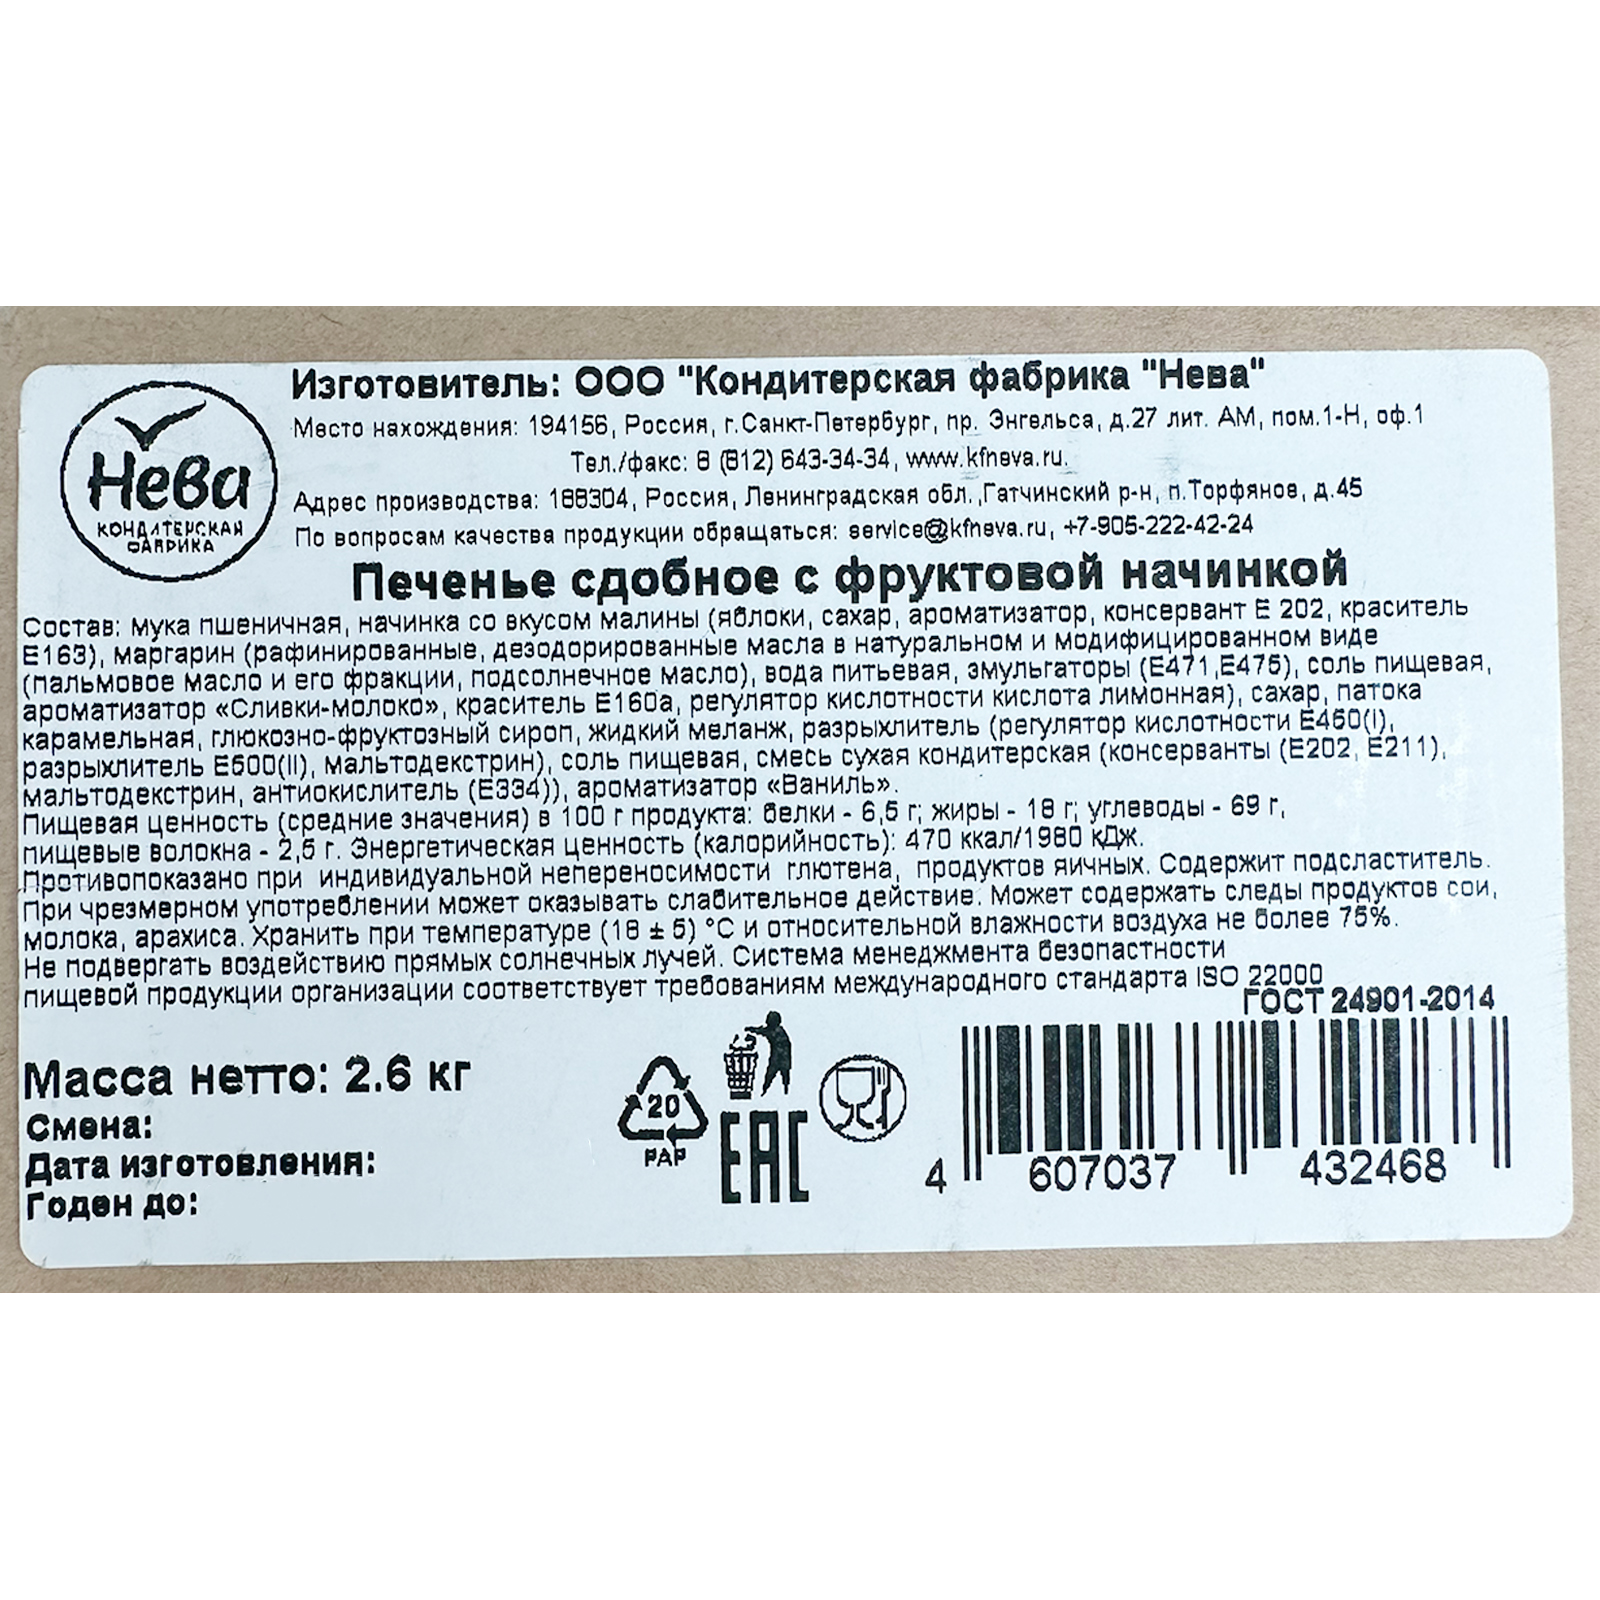 Нева
КОНДИТЕРСКАЯ
ФАБРИКА
Изготовитель: ООО "Кондитерская фабрика "Нева"
Место нахождения: 194156, Россия, г.Санкт-Петербург, пр. Энгельса, д.27 лит. АМ, пом.1-Н, оф.1
Тел./факс: 8 (812) 643-34-34, www.kfneva.ru.
Адрес производства: 188304, Россия, Ленинградская обл.,Гатчинский р-н, п.Торфяное, д.45
По вопросам качества продукции обращаться: service@kfneva.ru, +7-905-222-42-24
Печенье сдобное с фруктовой начинкой
Состав: мука пшеничная, начинка со вкусом малины (яблоки, сахар, ароматизатор, консервант Е 202, краситель
Е163), маргарин (рафинированные, дезодорированные масла в натуральном и модифицированном виде
(пальмовое масло и его фракции, подсолнечное масло), вода питьевая, эмульгаторы (Е471,Е475), соль пищевая,
ароматизатор «Сливки-молоко», краситель Е160а, регулятор кислотности кислота лимонная), сахар, патока
карамельная, глюкозно-фруктозный сироп, жидкий меланж, разрыхлитель (регулятор кислотности Е450(I),
разрыхлитель Е500(II), мальтодекстрин), соль пищевая, смесь сухая кондитерская (консерванты (Е202, Е211),
мальтодекстрин, антиокислитель (Е334)), ароматизатор «Ваниль».
Пищевая ценность (средние значения) в 100 г продукта: белки - 6,5 г; жиры - 18 г; углеводы - 69 г,
пищевые волокна - 2,5 г. Энергетическая ценность (калорийность): 470 ккал/1980 кДж.
Противопоказано при индивидуальной непереносимости глютена, продуктов яичных. Содержит подсластитель.
При чрезмерном употреблении может оказывать слабительное действие. Может содержать следы продуктов сои,
молока, арахиса. Хранить при температуре (18 ± 5) °С и относительной влажности воздуха не более 75%.
Не подвергать воздействию прямых солнечных лучей. Система менеджмента безопастности
пищевой продукции организации соответствует требованиям международного стандарта ISO 22000
ГОСТ 24901-2014
Масса нетто: 2.6 кг
Смена:
Дата изготовления:
Годен до:
20
PAP
EAC
4 607037 432468